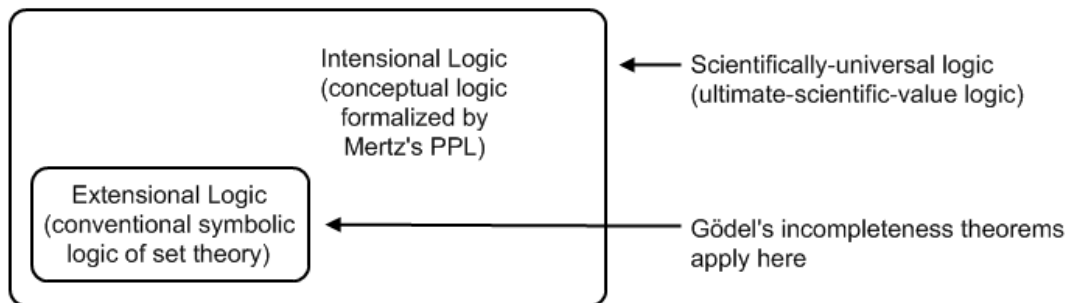 Intensional Logic
(conceptual logic
formalized by
Mertz's PPL)
Scientifically-universal logic
(ultimate-scientific-value logic)
Extensional Logic
(conventional symbolic
logic of set theory)
Gödel's incompleteness theorems
apply here